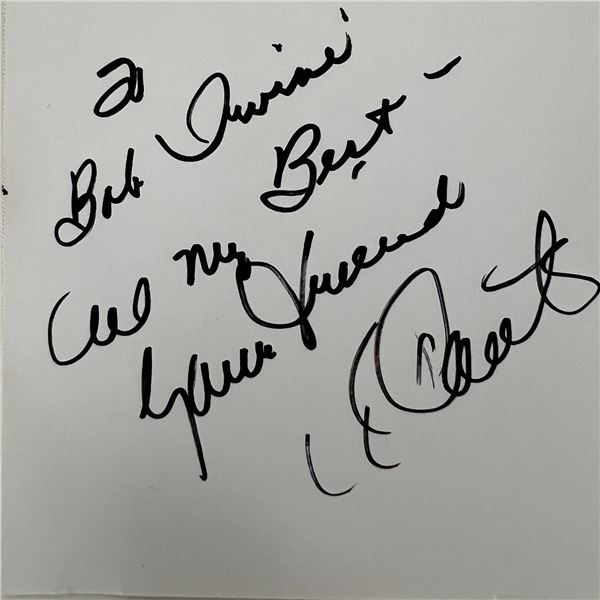 To
Bob Irvine
All My Best –
Your Friend